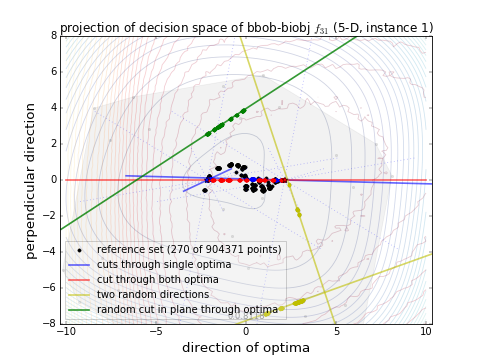 projection of decision space of bbob-biobj f31 (5-D, instance 1)
perpendicular direction
8
6
4
2
0
−2
−4
−6
−8
reference set (270 of 904371 points)
cuts through single optima
cut through both optima
two random directions
random cut in plane through optima
−10
−5
0
5
10
direction of optima